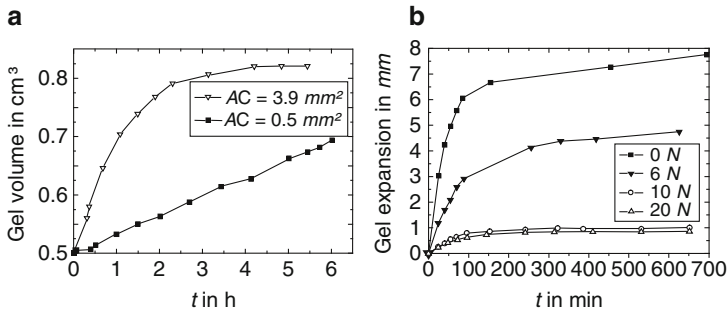 a
Gel volume in cm³
0.8
0.7
0.6
0.5
0
1
2
3
4
5
6
t in h
AC = 3.9 mm²
AC = 0.5 mm²
b
Gel expansion in mm
8
7
6
5
4
3
2
1
0
0
100
200
300
400
500
600
700
t in min
0 N
6 N
10 N
20 N